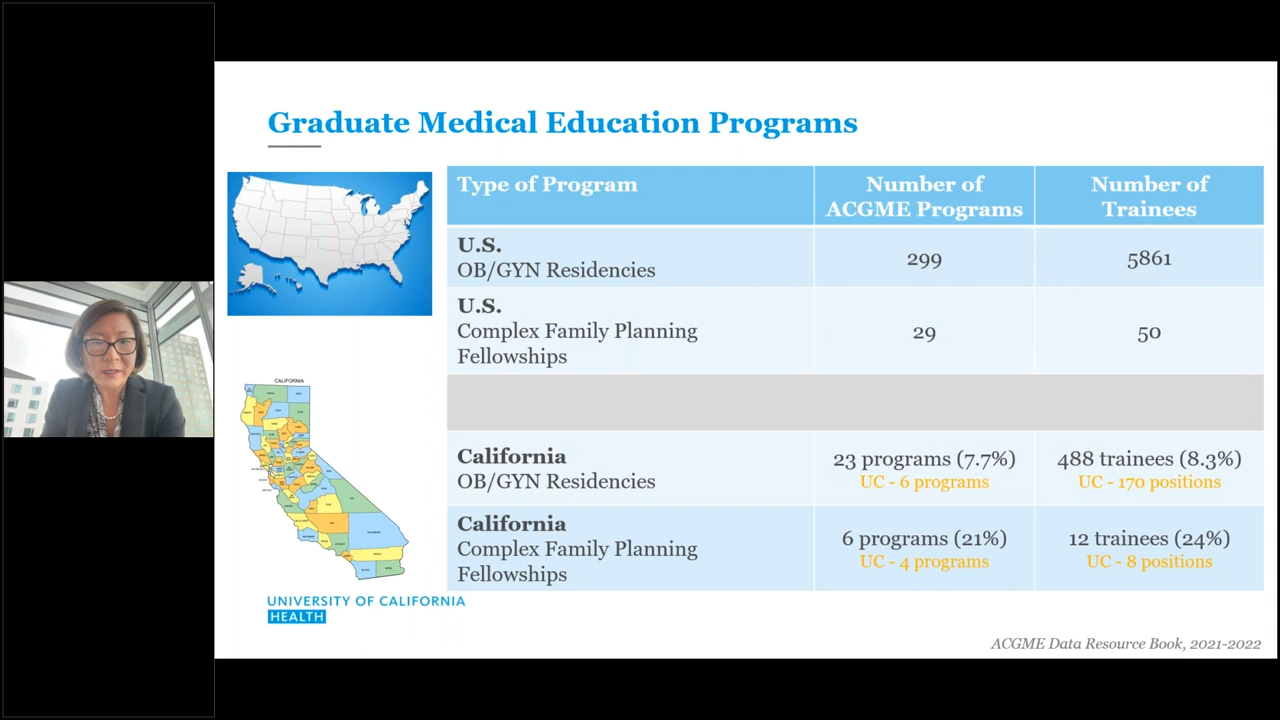 Graduate Medical Education Programs
Type of Program
Number of
ACGME Programs
Number of
Trainees
U.S.
OB/GYN Residencies
299
5861
U.S.
Complex Family Planning
Fellowships
29
50
California
OB/GYN Residencies
23 programs (7.7%)
UC - 6 programs
488 trainees (8.3%)
UC - 170 positions
California
Complex Family Planning
Fellowships
6 programs (21%)
UC - 4 programs
12 trainees (24%)
UC - 8 positions
CALIFORNIA
UNIVERSITY OF CALIFORNIA
HEALTH
ACGME Data Resource Book, 2021-2022